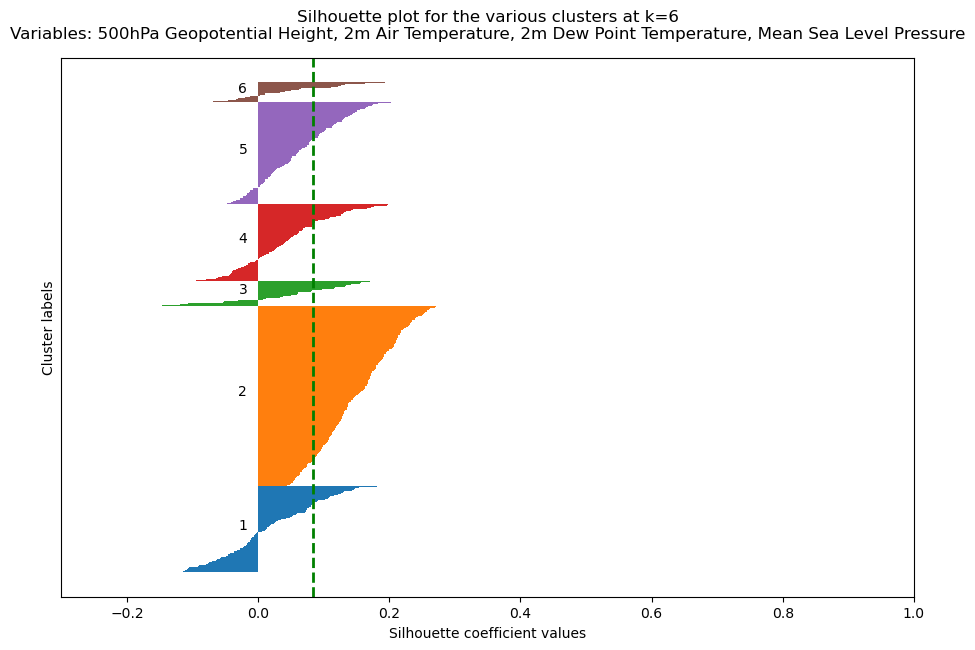 Silhouette plot for the various clusters at k=6
Variables: 500hPa Geopotential Height, 2m Air Temperature, 2m Dew Point Temperature, Mean Sea Level Pressure
6
5
4
3
2
1
Cluster labels
−0.2 0.0 0.2 0.4 0.6 0.8 1.0
Silhouette coefficient values